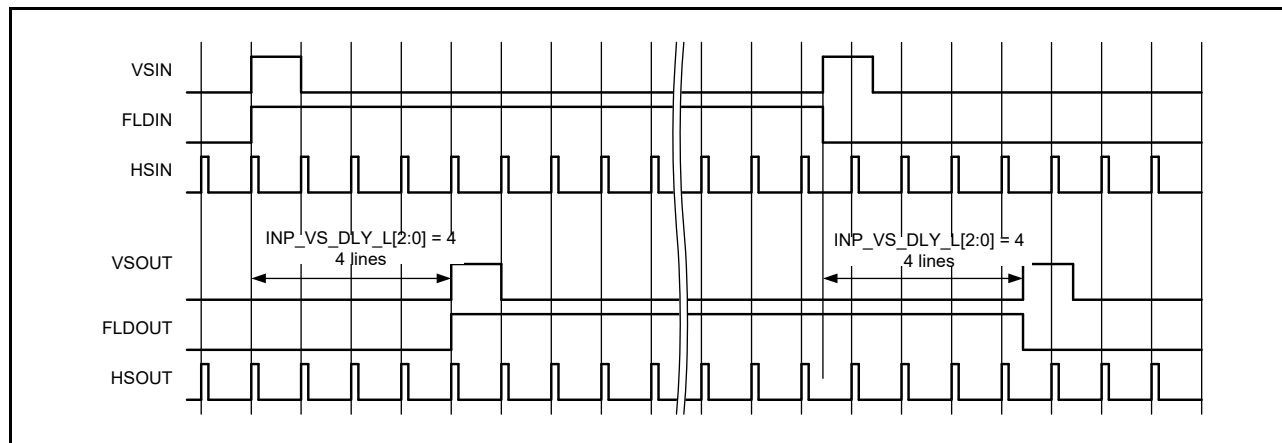 VSIN
FLDIN
HSIN
INP_VS_DLY_L[2:0] = 4
4 lines
INP_VS_DLY_L[2:0] = 4
4 lines
VSOUT
FLDOUT
HSOUT